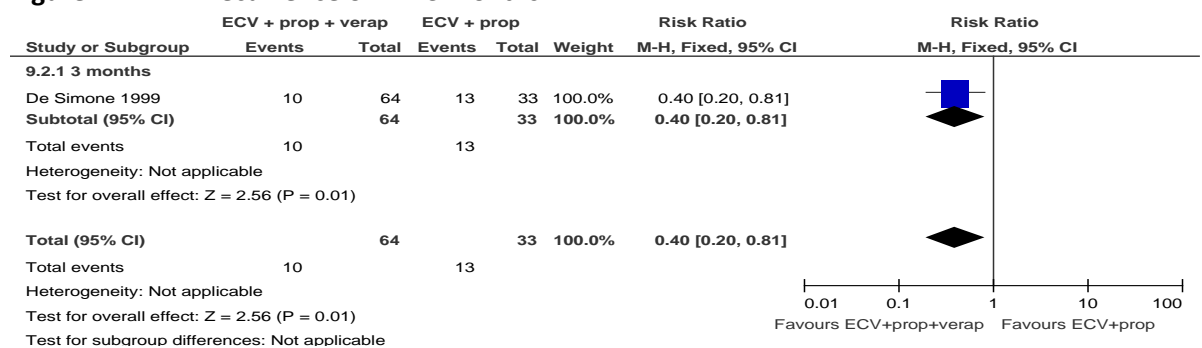 ECV + prop + verap ECV + prop Risk Ratio Risk Ratio
Study or Subgroup Events Total Events Total Weight M-H, Fixed, 95% CI M-H, Fixed, 95% CI
9.2.1 3 months
De Simone 1999 10 64 13 33 100.0% 0.40 [0.20, 0.81]
Subtotal (95% CI) 64 33 100.0% 0.40 [0.20, 0.81]
Total events 10 13
Heterogeneity: Not applicable
Test for overall effect: Z = 2.56 (P = 0.01)
Total (95% CI) 64 33 100.0% 0.40 [0.20, 0.81]
Total events 10 13
Heterogeneity: Not applicable
Test for overall effect: Z = 2.56 (P = 0.01)
Test for subgroup differences: Not applicable
0.01 0.1 1 10 100
Favours ECV+prop+verap Favours ECV+prop